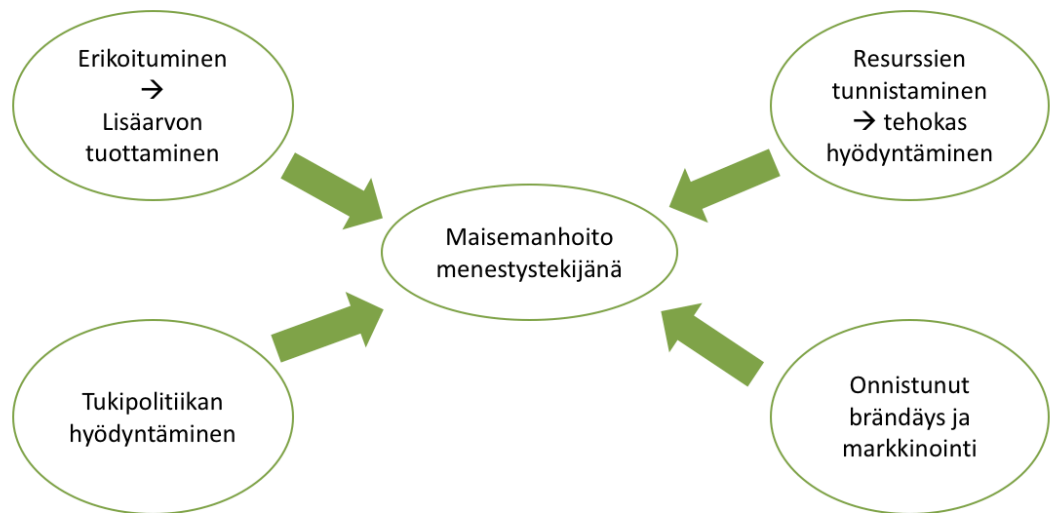 Erikoituminen
→
Lisäarvon
tuottaminen
Resurssien
tunnistaminen
→ tehokas
hyödyntäminen
Maisemanhoito
menestystekijänä
Tukipolitiikan
hyödyntäminen
Onnistunut
brändäys ja
markkinointi